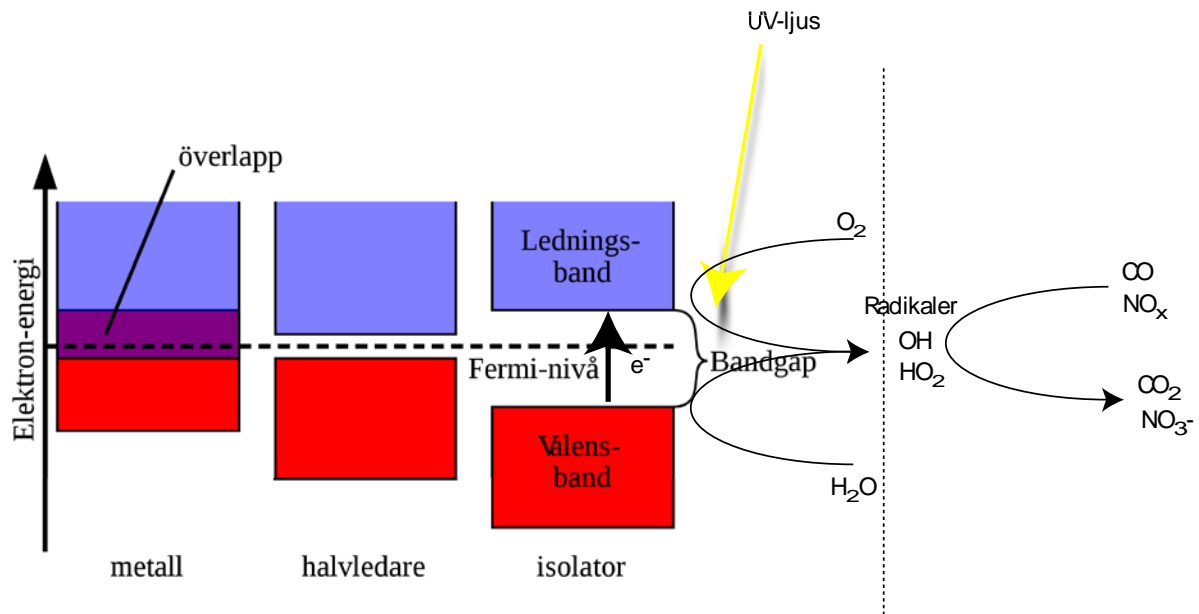 UV-ljus
överlapp
Elektron-energi
Lednings-
band
O₂
CO
NOₓ
Radikaler
OH
HO₂
Fermi-nivå
e⁻
Bandgap
CO₂
NO₃-
Valens-
band
H₂O
metall
halvledare
isolator